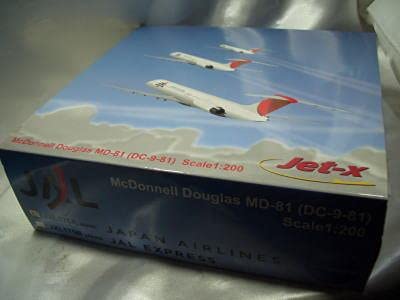 McDonnell Douglas MD-81 (DC-9-81) Scale1:200
Jet-x
JAL
McDonnell Douglas MD-81 (DC-9-81)
Scale1:200
JAPAN AIRLINES
JAL EXPRESS